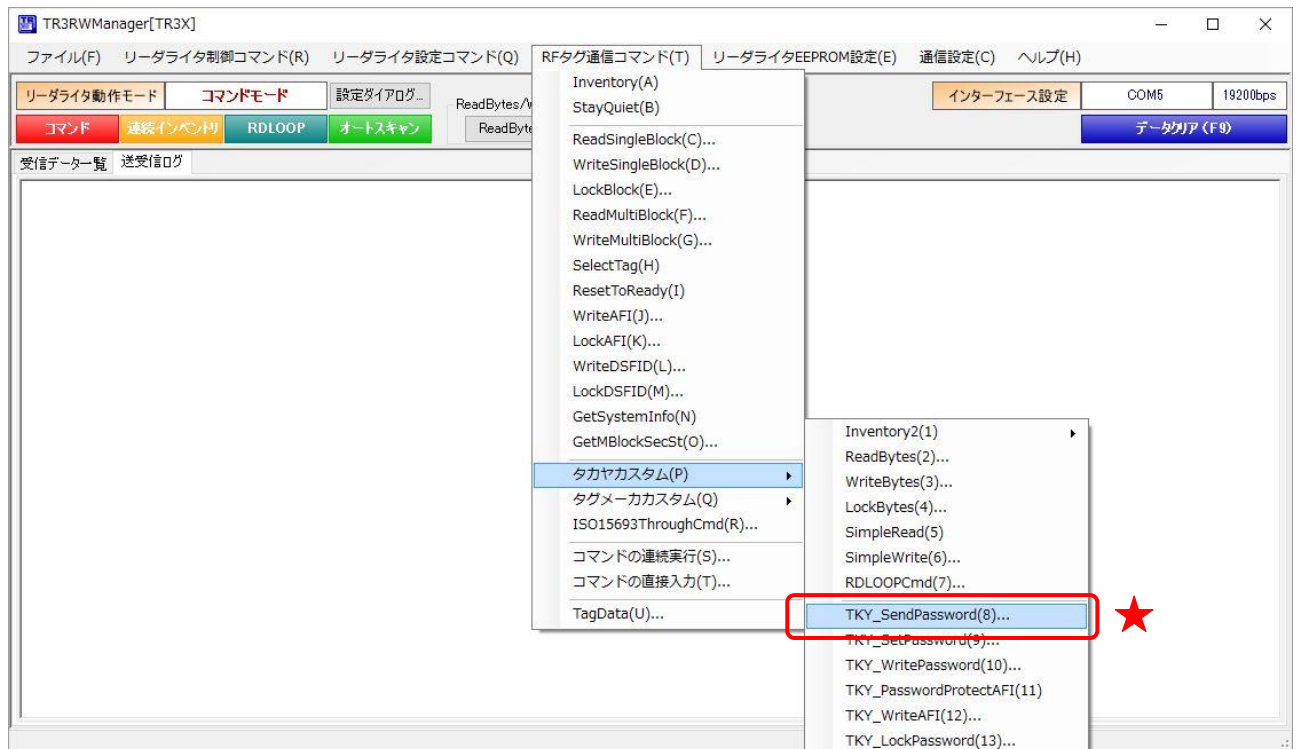 TR3RWManager[TR3X]
ファイル(F) リーダライタ制御コマンド(R) リーダライタ設定コマンド(Q) RFタグ通信コマンド(T) リーダライタEEPROM設定(E) 通信設定(C) ヘルプ(H)
リーダライタ動作モード コマンドモード 設定ダイアログ... インターフェース設定 COM5 19200bps
コマンド 連続インベントリ RDLOOP オートスキャン データクリア(F9)
受信データ一覧 送受信ログ
Inventory(A)
StayQuiet(B)
ReadSingleBlock(C)...
WriteSingleBlock(D)...
LockBlock(E)...
ReadMultiBlock(F)...
WriteMultiBlock(G)...
SelectTag(H)
ResetToReady(I)
WriteAFI(J)...
LockAFI(K)...
WriteDSFID(L)...
LockDSFID(M)...
GetSystemInfo(N)
GetMBlockSecSt(O)...
タカヤカスタム(P)
タグメーカカスタム(Q)
ISO15693ThroughCmd(R)...
コマンドの連続実行(S)...
コマンドの直接入力(T)...
TagData(U)...
Inventory2(1)
ReadBytes(2)...
WriteBytes(3)...
LockBytes(4)...
SimpleRead(5)
SimpleWrite(6)...
RDLOOPCmd(7)...
TKY_SendPassword(8)...
TKY_SetPassword(9)...
TKY_WritePassword(10)...
TKY_PasswordProtectAFI(11)
TKY_WriteAFI(12)...
TKY_LockPassword(13)...